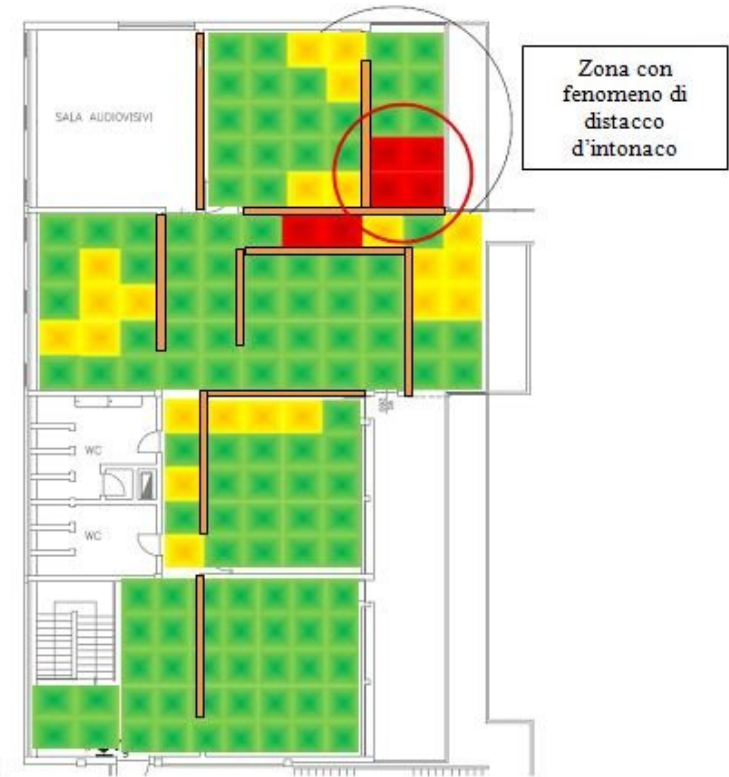 Zona con
fenomeno di
distacco
d'intonaco
SALA AUDIOVISIVI
WC
WC